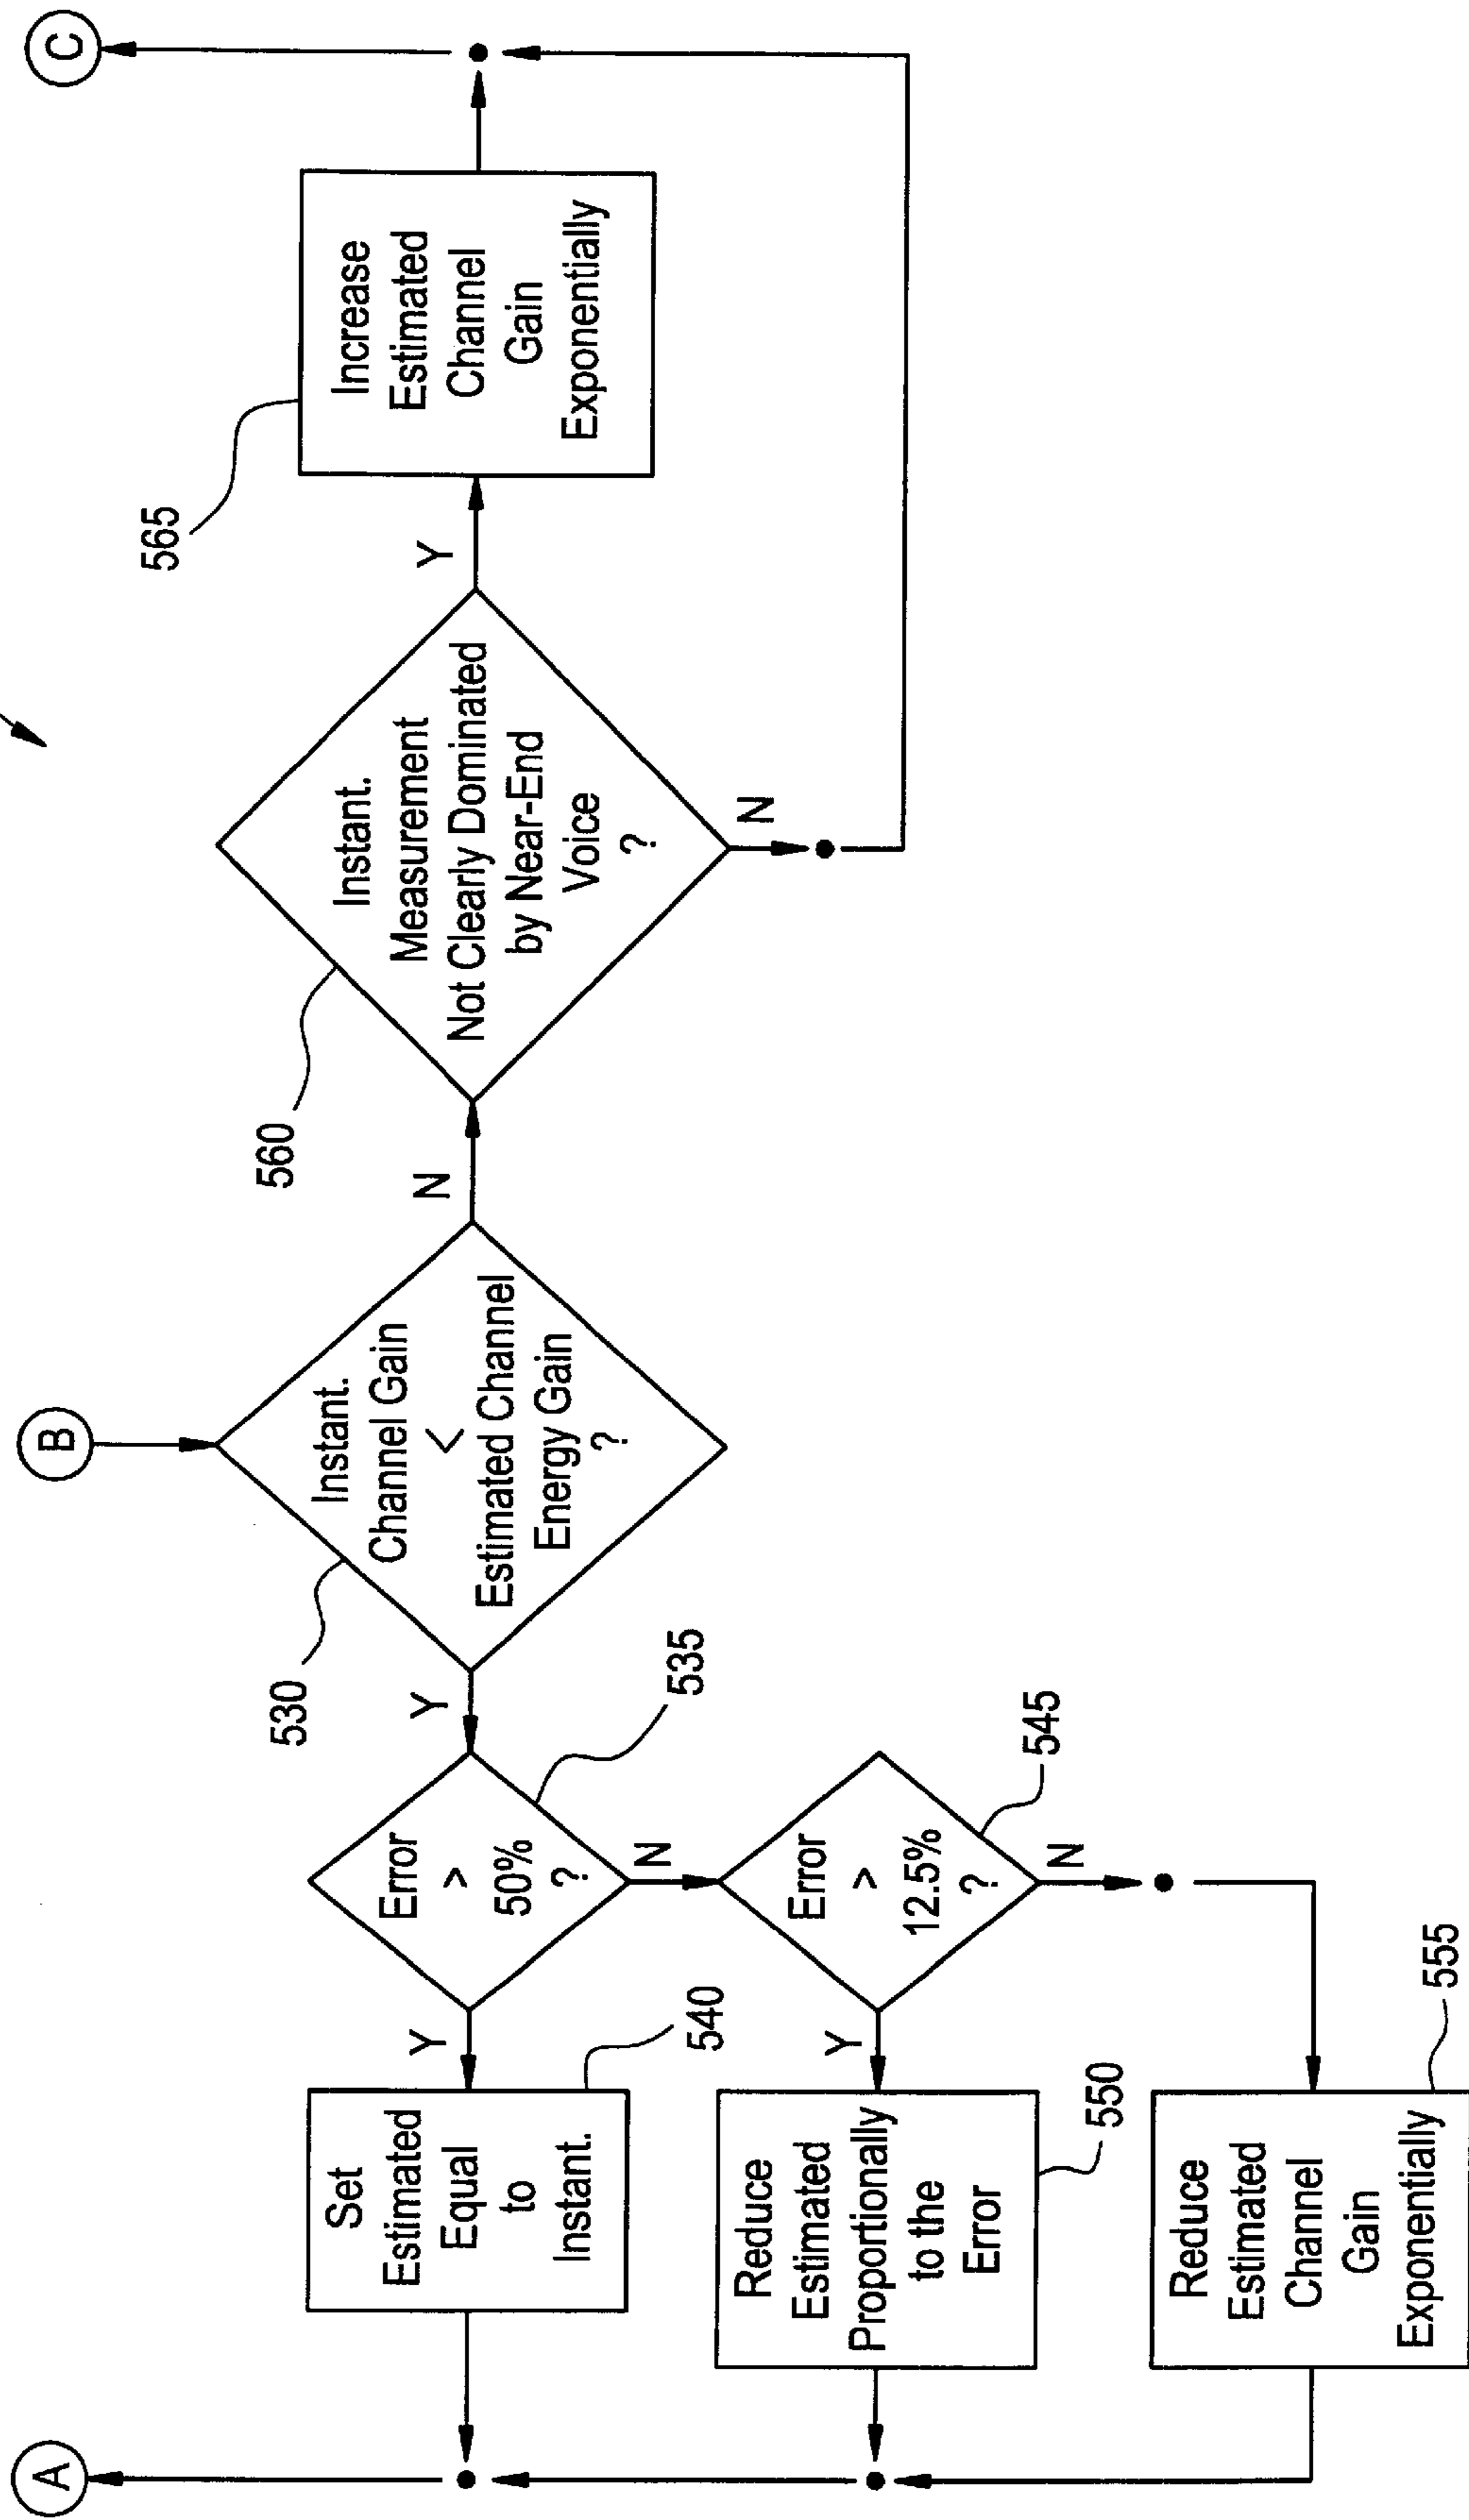 A
B
C
530
Instant.
Channel Gain
<
Estimated Channel
Energy Gain
?
Y
N
535
Error
>
50%
?
Y
N
540
Set
Estimated
Equal
to
Instant.
545
Error
>
12.5%
?
Y
N
550
Reduce
Estimated
Proportionally
to the
Error
555
Reduce
Estimated
Channel
Gain
Exponentially
560
Instant.
Measurement
Not Clearly Dominated
by Near-End
Voice
?
Y
N
565
Increase
Estimated
Channel
Gain
Exponentially